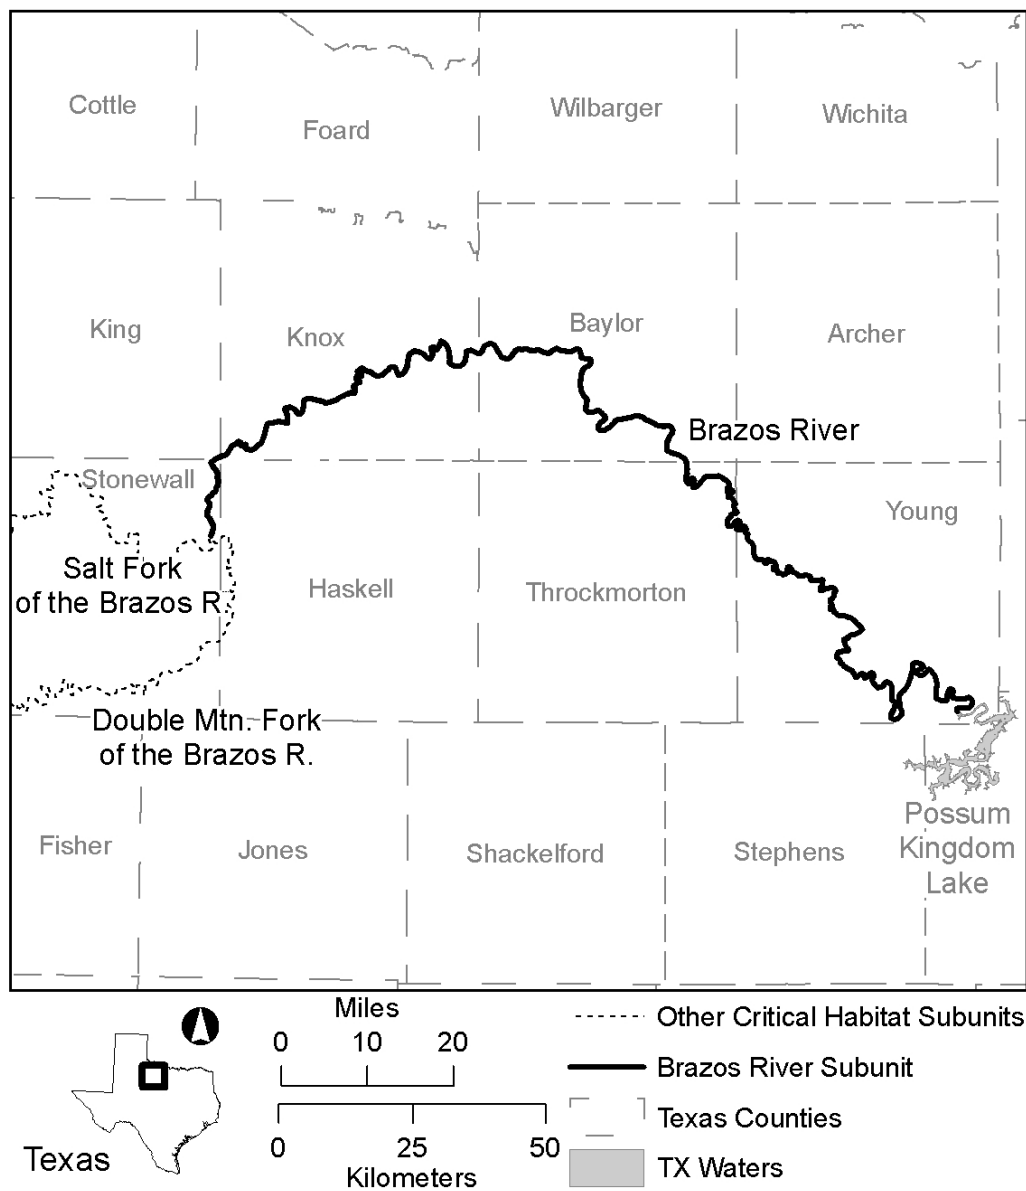 Cottle
Foard
Wilbarger
Wichita
King
Knox
Baylor
Archer
Brazos River
Stonewall
Young
Salt Fork
of the Brazos R.
Haskell
Throckmorton
Double Mtn. Fork
of the Brazos R.
Fisher
Jones
Shackelford
Stephens
Possum
Kingdom
Lake
Texas
Miles
0 10 20
0 25 50
Kilometers
Other Critical Habitat Subunits
Brazos River Subunit
Texas Counties
TX Waters